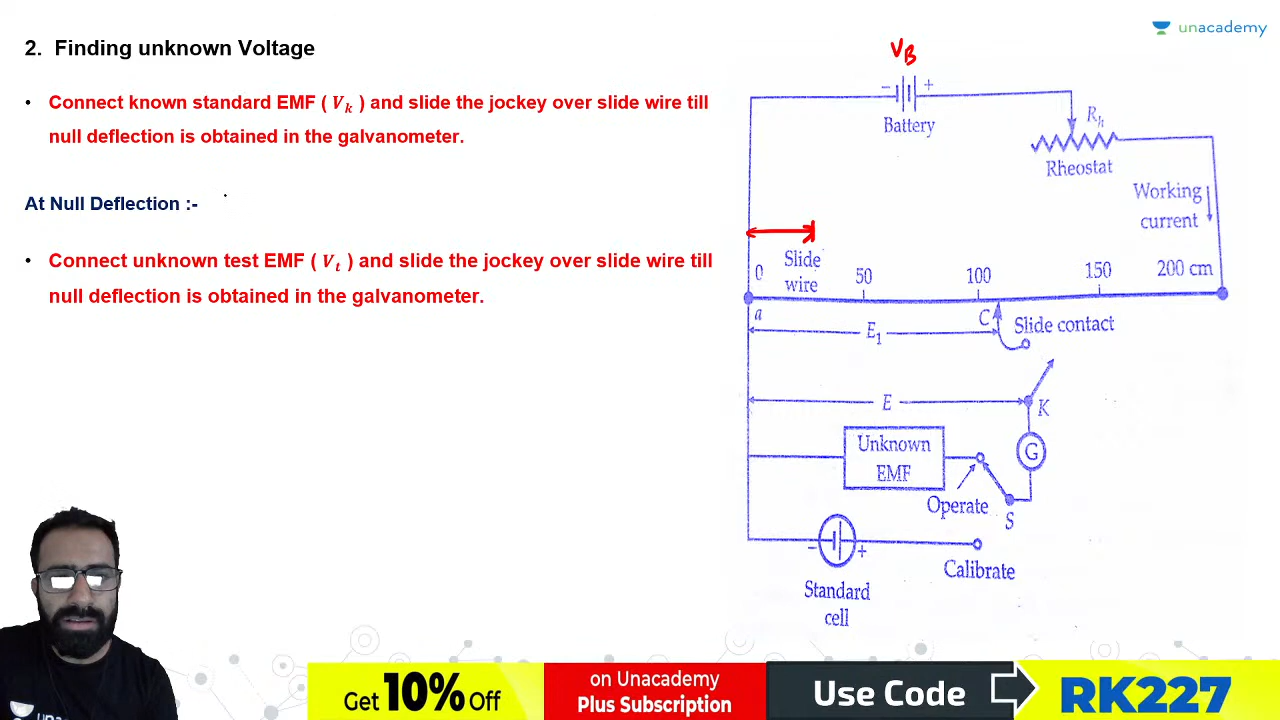 2. Finding unknown Voltage
unacademy
• Connect known standard EMF ( Vk ) and slide the jockey over slide wire till
null deflection is obtained in the galvanometer.
At Null Deflection :-
• Connect unknown test EMF ( Vt ) and slide the jockey over slide wire till
null deflection is obtained in the galvanometer.
VB
− +
Battery
Rh
Rheostat
Working
current
Slide
wire
0 50 100 150 200 cm
a
C
Slide contact
E1
E
K
G
Unknown
EMF
Operate
S
− +
Calibrate
Standard
cell
Get 10% Off
on Unacademy
Plus Subscription
Use Code
RK227